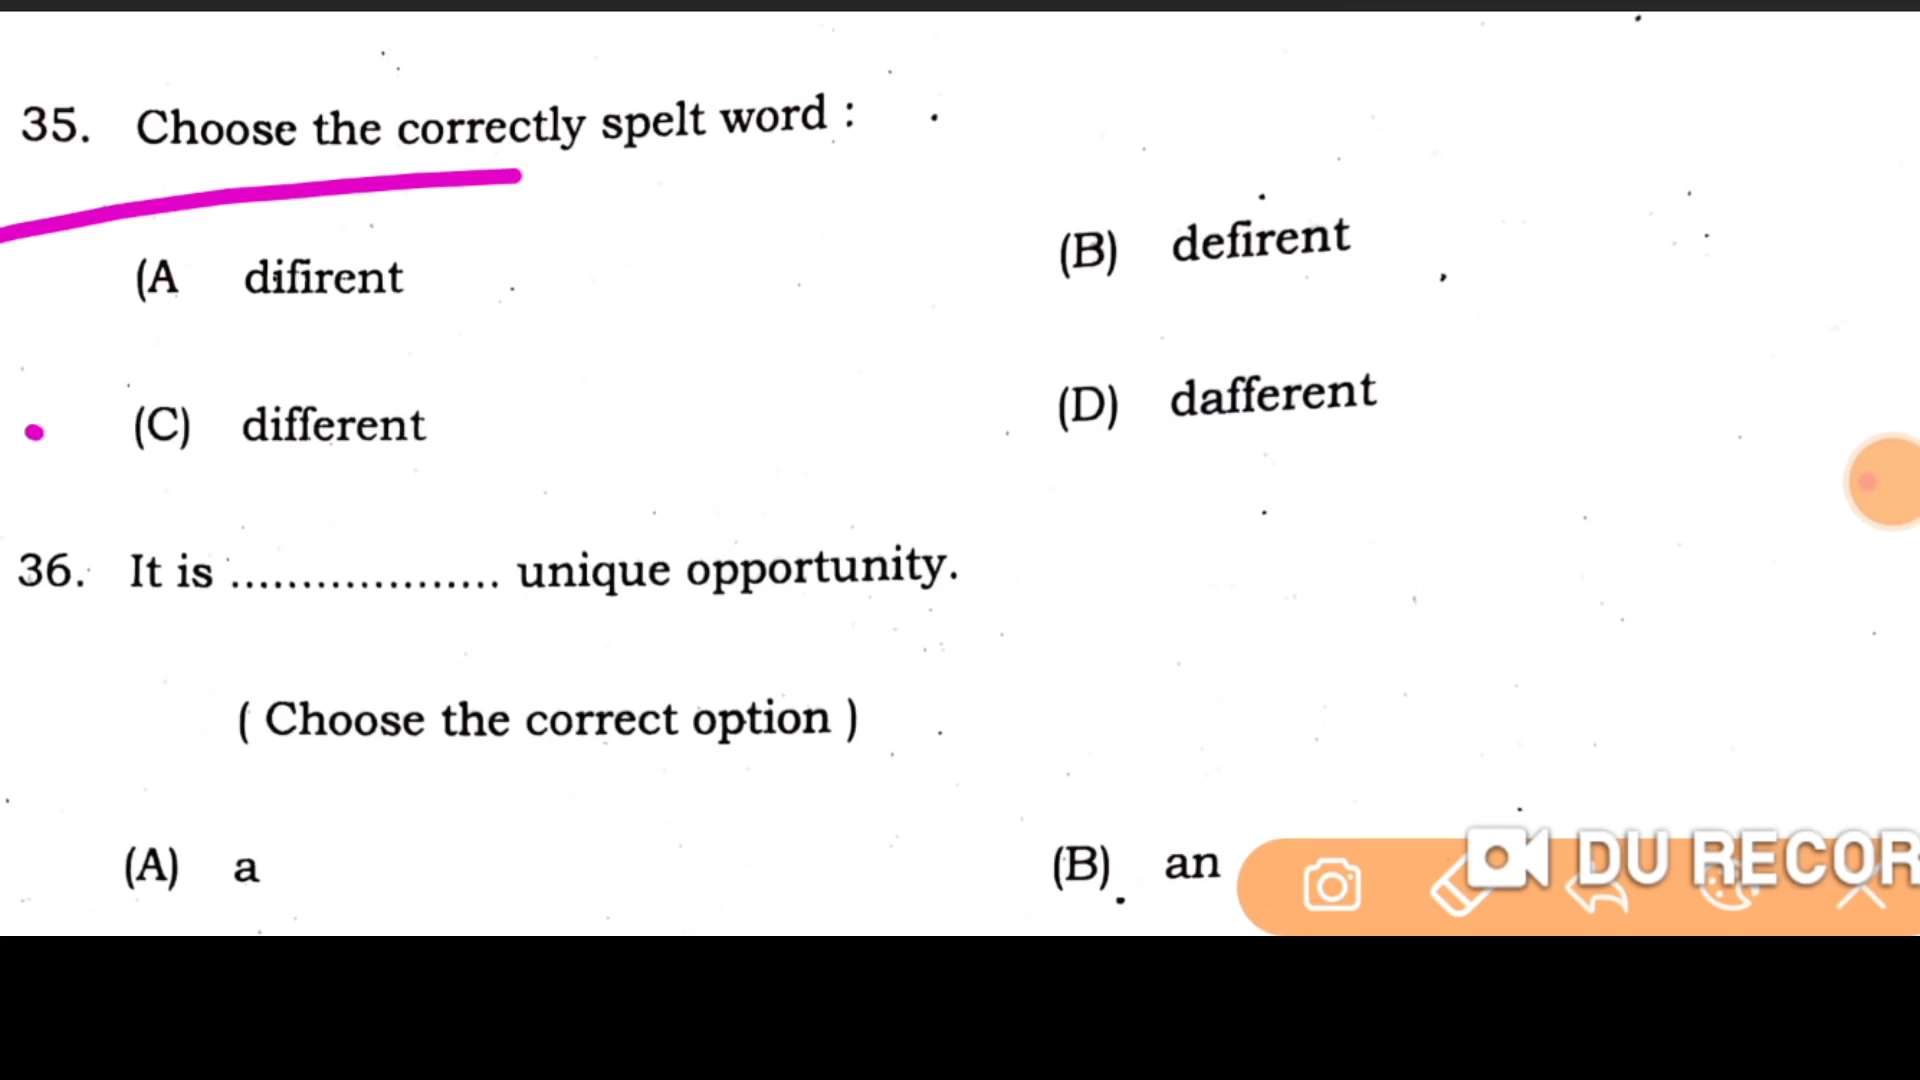 35. Choose the correctly spelt word :
(A difirent
(B) defirent
(C) different
(D) dafferent
36. It is ................... unique opportunity.
( Choose the correct option )
(A) a
(B) an
DU RECOR